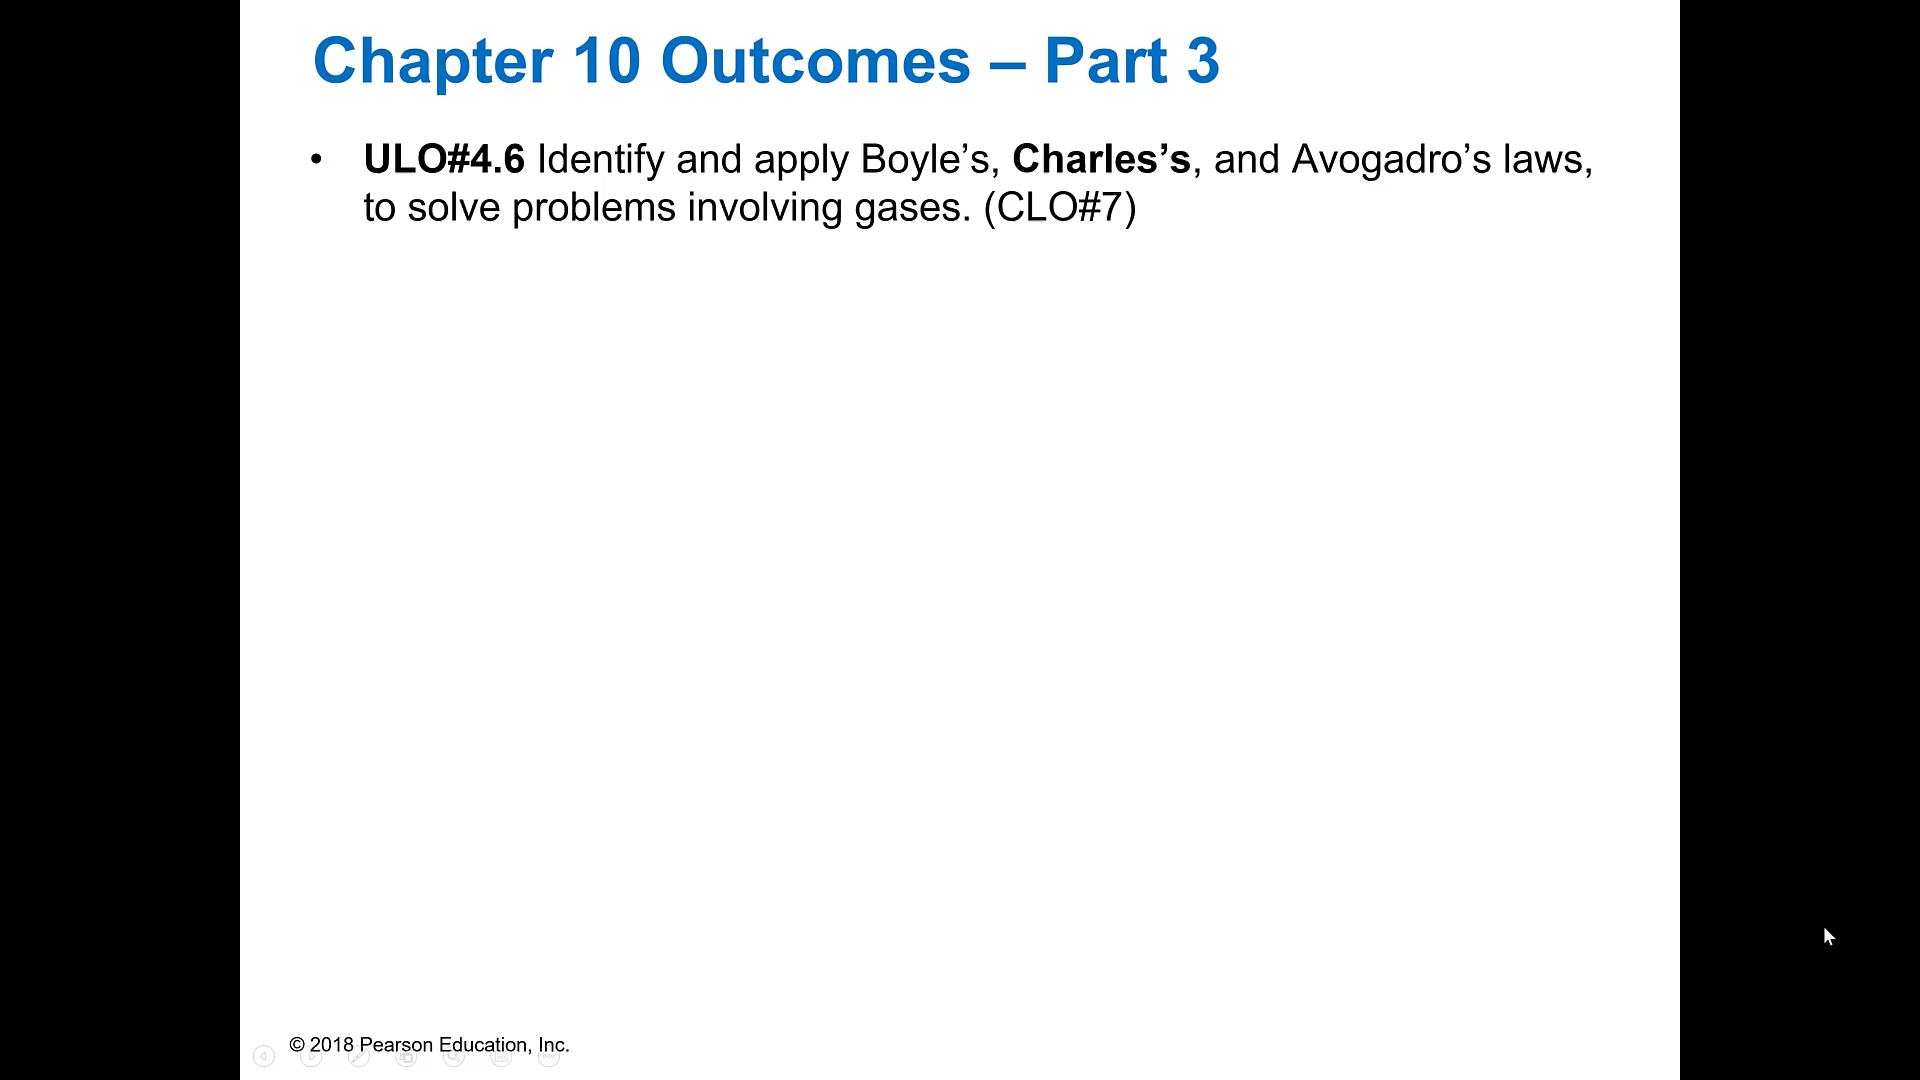 Chapter 10 Outcomes – Part 3
• ULO#4.6 Identify and apply Boyle’s, Charles’s, and Avogadro’s laws,
to solve problems involving gases. (CLO#7)
© 2018 Pearson Education, Inc.